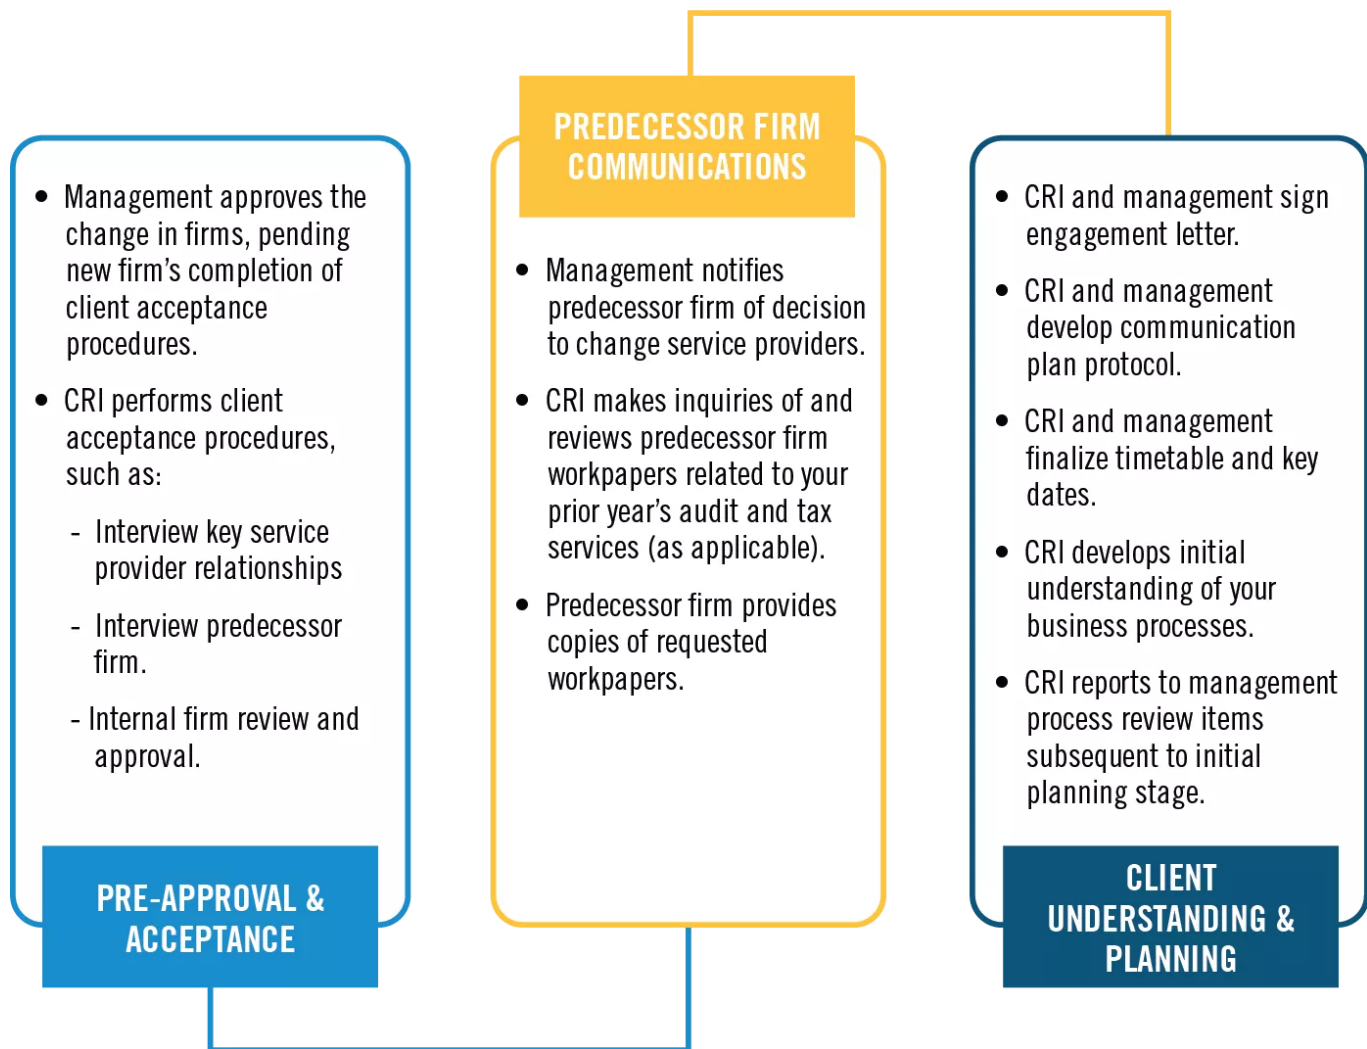 • Management approves the
change in firms, pending
new firm’s completion of
client acceptance
procedures.
• CRI performs client
acceptance procedures,
such as:
- Interview key service
provider relationships
- Interview predecessor
firm.
- Internal firm review and
approval.
PRE-APPROVAL &
ACCEPTANCE
PREDECESSOR FIRM
COMMUNICATIONS
• Management notifies
predecessor firm of decision
to change service providers.
• CRI makes inquiries of and
reviews predecessor firm
workpapers related to your
prior year’s audit and tax
services (as applicable).
• Predecessor firm provides
copies of requested
workpapers.
• CRI and management sign
engagement letter.
• CRI and management
develop communication
plan protocol.
• CRI and management
finalize timetable and key
dates.
• CRI develops initial
understanding of your
business processes.
• CRI reports to management
process review items
subsequent to initial
planning stage.
CLIENT
UNDERSTANDING &
PLANNING